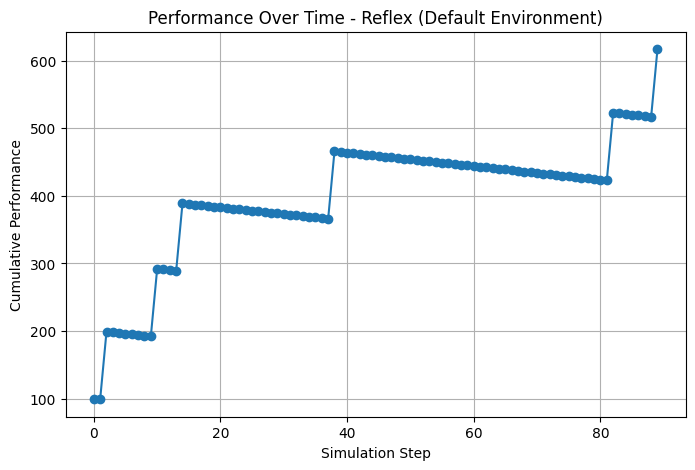 Performance Over Time - Reflex (Default Environment)
600
500
400
300
200
100
Cumulative Performance
0 20 40 60 80
Simulation Step